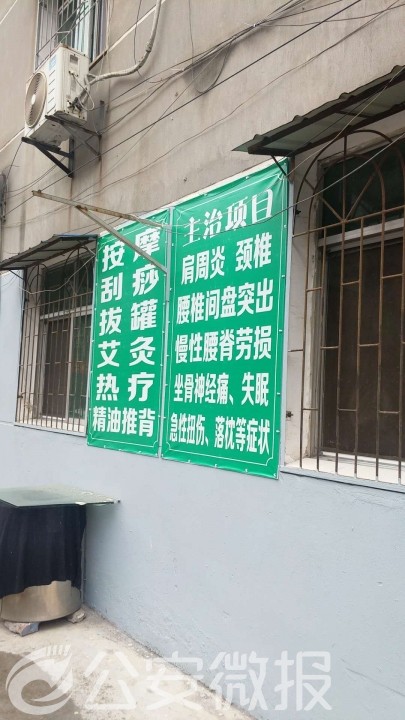 按摩
刮痧
拔罐
艾灸
热疗
精油推背
主治项目
肩周炎 颈椎
腰椎间盘突出
慢性腰脊劳损
坐骨神经痛、失眠
急性扭伤、落枕等症状
公安微报